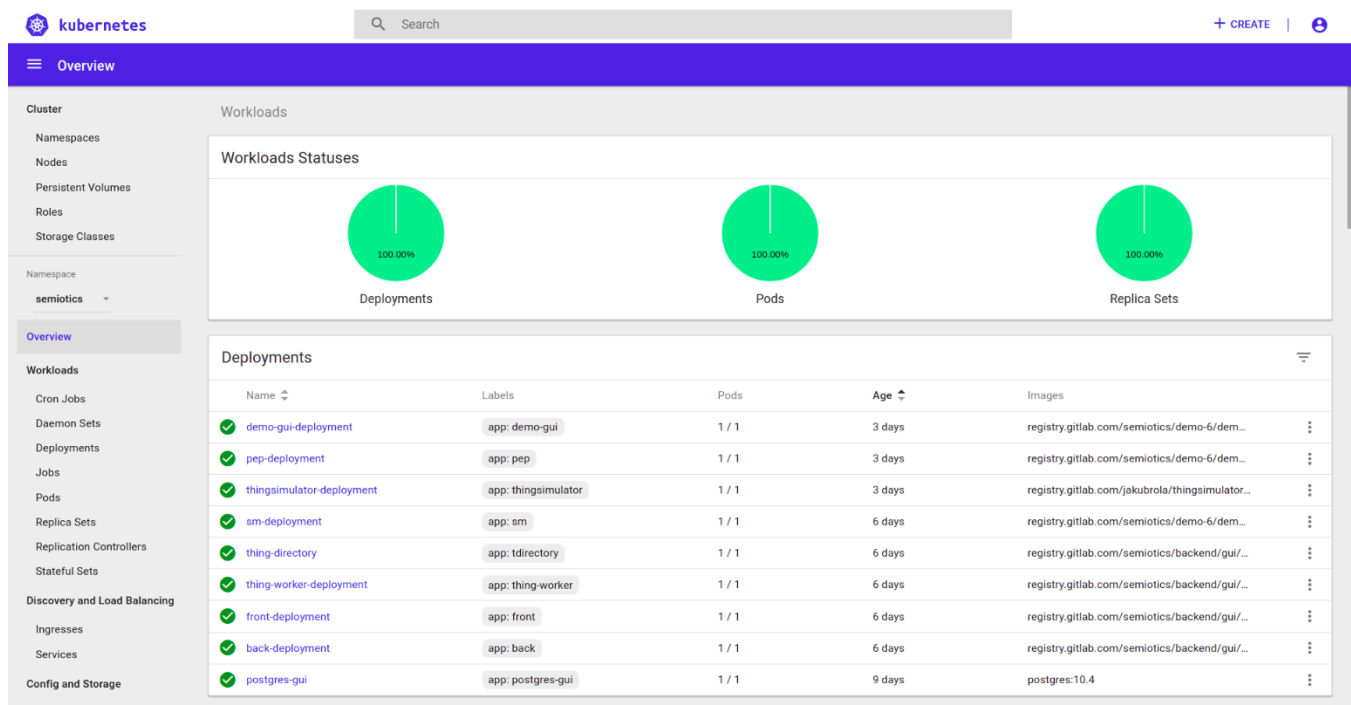 kubernetes
Search
+ CREATE
Overview
Cluster
Namespaces
Nodes
Persistent Volumes
Roles
Storage Classes
Namespace
semiotics
Overview
Workloads
Cron Jobs
Daemon Sets
Deployments
Jobs
Pods
Replica Sets
Replication Controllers
Stateful Sets
Discovery and Load Balancing
Ingresses
Services
Config and Storage
Workloads
Workloads Statuses
100.00% 100.00% 100.00%
Deployments Pods Replica Sets
Deployments
Name Labels Pods Age Images
demo-gui-deployment app: demo-gui 1 / 1 3 days registry.gitlab.com/semiotics/demo-6/dem...
pep-deployment app: pep 1 / 1 3 days registry.gitlab.com/semiotics/demo-6/dem...
thingsimulator-deployment app: thingsimulator 1 / 1 3 days registry.gitlab.com/jakubrola/thingsimulator...
sm-deployment app: sm 1 / 1 6 days registry.gitlab.com/semiotics/demo-6/dem...
thing-directory app: tdirectory 1 / 1 6 days registry.gitlab.com/semiotics/backend/gui/...
thing-worker-deployment app: thing-worker 1 / 1 6 days registry.gitlab.com/semiotics/backend/gui/...
front-deployment app: front 1 / 1 6 days registry.gitlab.com/semiotics/backend/gui/...
back-deployment app: back 1 / 1 6 days registry.gitlab.com/semiotics/backend/gui/...
postgres-gui app: postgres-gui 1 / 1 9 days postgres:10.4